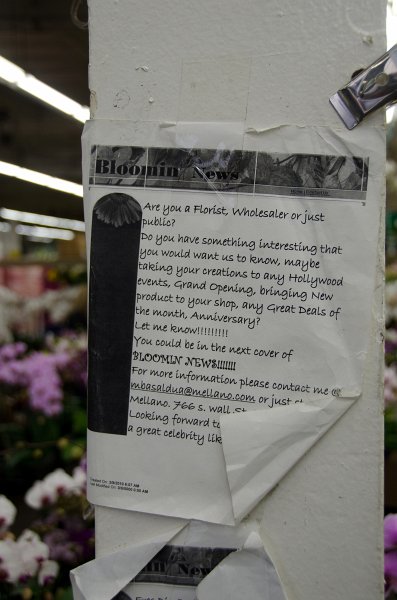 Bloomin News
Are you a Florist, Wholesaler or just
public?
Do you have something interesting that
you would want us to know, maybe
taking your creations to any Hollywood
events, Grand Opening, bringing New
product to your shop, any Great Deals of
the month, Anniversary?
Let me know!!!!!!!!!
You could be in the next cover of
BLOOMIN' NEWS!!!!!!!
For more information please contact me @
mbasaldua@mellano.com or just
Mellano. 766 s. wall
Looking forward
a great celebrity
Bloomin News